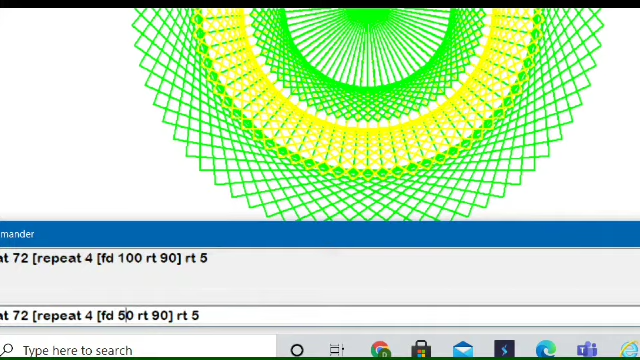 mander
at 72 [repeat 4 [fd 100 rt 90] rt 5
at 72 [repeat 4 [fd 50 rt 90] rt 5
Type here to search